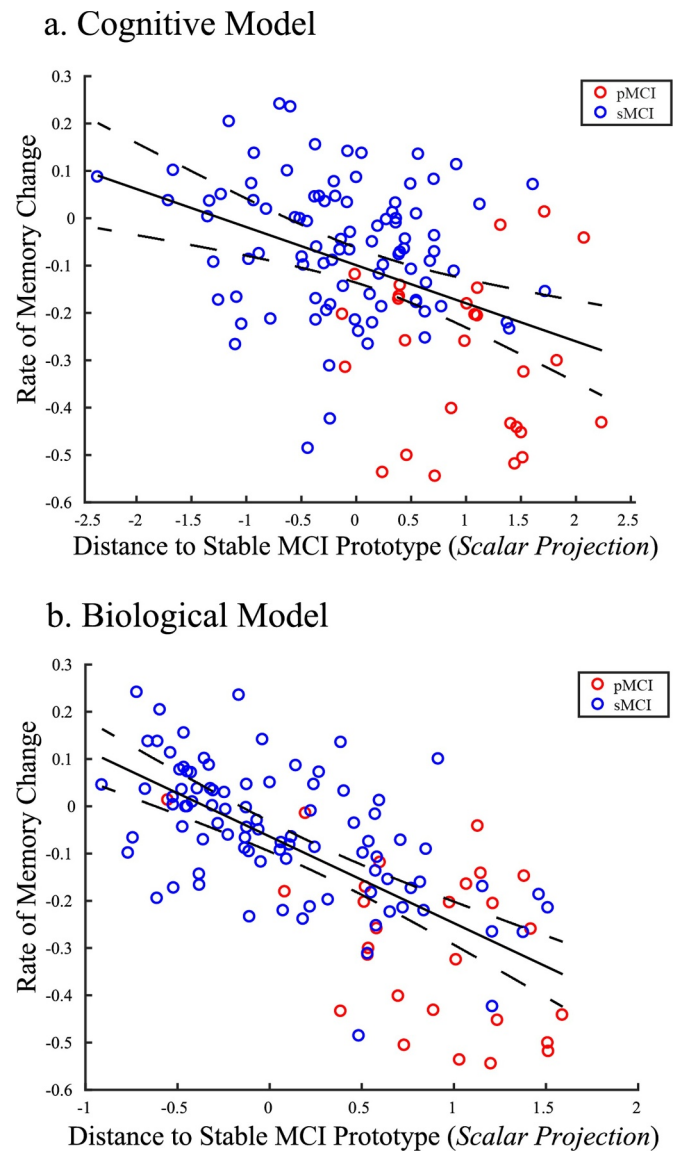 a. Cognitive Model
0.3
0.2
0.1
0
-0.1
-0.2
-0.3
-0.4
-0.5
-0.6
Rate of Memory Change
pMCI
sMCI
-2.5 -2 -1.5 -1 -0.5 0 0.5 1 1.5 2 2.5
Distance to Stable MCI Prototype (Scalar Projection)
b. Biological Model
0.3
0.2
0.1
0
-0.1
-0.2
-0.3
-0.4
-0.5
-0.6
Rate of Memory Change
pMCI
sMCI
-1 -0.5 0 0.5 1 1.5 2
Distance to Stable MCI Prototype (Scalar Projection)